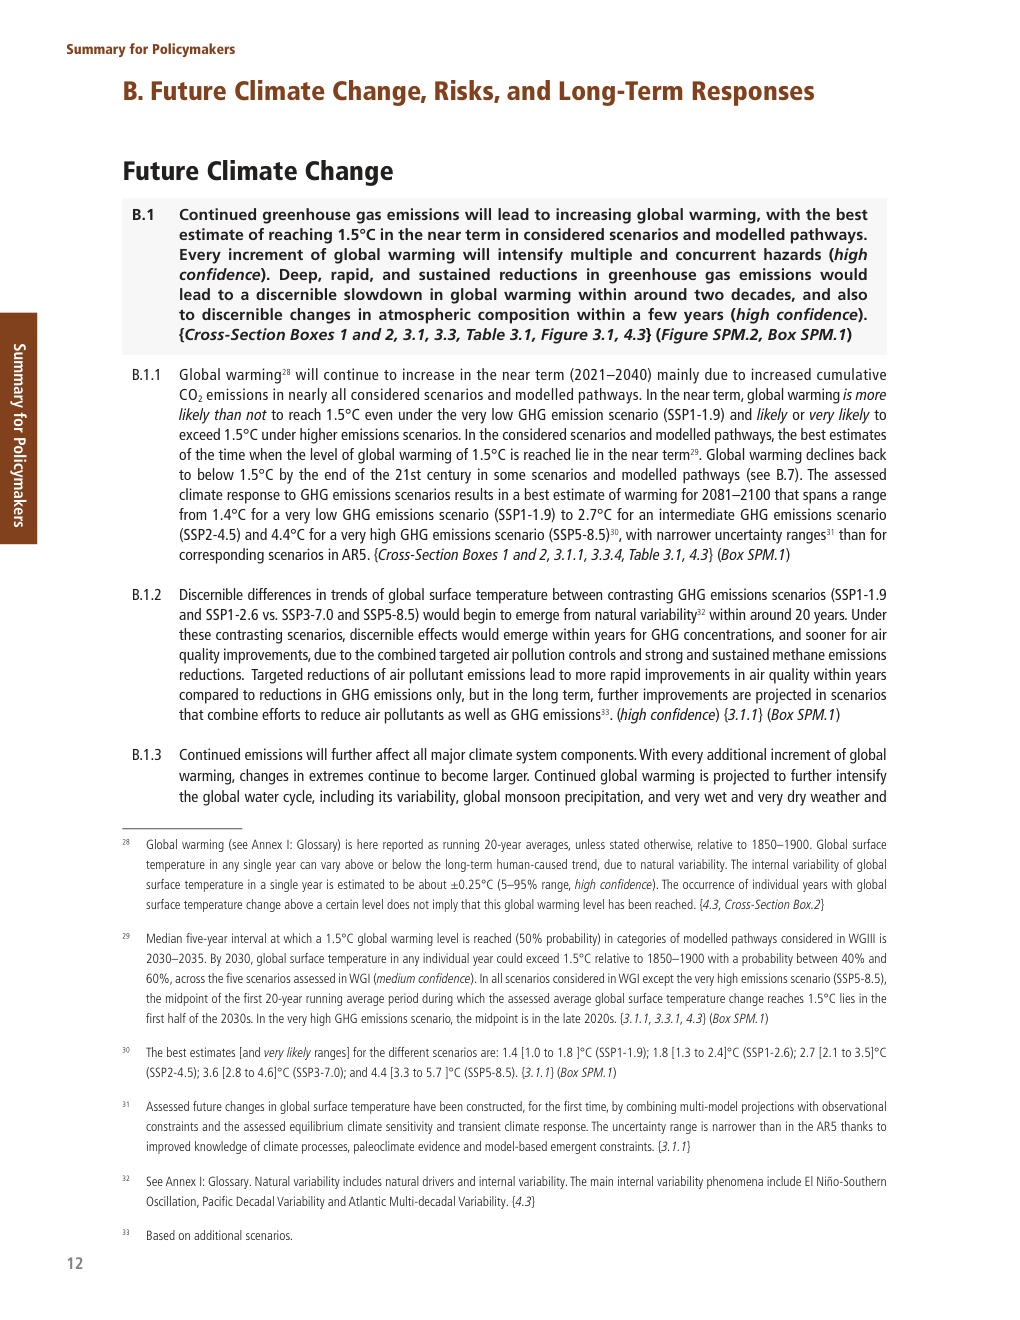 Summary for Policymakers
B. Future Climate Change, Risks, and Long-Term Responses
Future Climate Change
B.1 Continued greenhouse gas emissions will lead to increasing global warming, with the best
estimate of reaching 1.5°C in the near term in considered scenarios and modelled pathways.
Every increment of global warming will intensify multiple and concurrent hazards (high
confidence). Deep, rapid, and sustained reductions in greenhouse gas emissions would
lead to a discernible slowdown in global warming within around two decades, and also
to discernible changes in atmospheric composition within a few years (high confidence).
{Cross-Section Boxes 1 and 2, 3.1, 3.3, Table 3.1, Figure 3.1, 4.3} (Figure SPM.2, Box SPM.1)
Summary for Policymakers
B.1.1 Global warming28 will continue to increase in the near term (2021–2040) mainly due to increased cumulative
CO2 emissions in nearly all considered scenarios and modelled pathways. In the near term, global warming is more
likely than not to reach 1.5°C even under the very low GHG emission scenario (SSP1-1.9) and likely or very likely to
exceed 1.5°C under higher emissions scenarios. In the considered scenarios and modelled pathways, the best estimates
of the time when the level of global warming of 1.5°C is reached lie in the near term29. Global warming declines back
to below 1.5°C by the end of the 21st century in some scenarios and modelled pathways (see B.7). The assessed
climate response to GHG emissions scenarios results in a best estimate of warming for 2081–2100 that spans a range
from 1.4°C for a very low GHG emissions scenario (SSP1-1.9) to 2.7°C for an intermediate GHG emissions scenario
(SSP2-4.5) and 4.4°C for a very high GHG emissions scenario (SSP5-8.5)30, with narrower uncertainty ranges31 than for
corresponding scenarios in AR5. {Cross-Section Boxes 1 and 2, 3.1.1, 3.3.4, Table 3.1, 4.3} (Box SPM.1)
B.1.2 Discernible differences in trends of global surface temperature between contrasting GHG emissions scenarios (SSP1-1.9
and SSP1-2.6 vs. SSP3-7.0 and SSP5-8.5) would begin to emerge from natural variability32 within around 20 years. Under
these contrasting scenarios, discernible effects would emerge within years for GHG concentrations, and sooner for air
quality improvements, due to the combined targeted air pollution controls and strong and sustained methane emissions
reductions. Targeted reductions of air pollutant emissions lead to more rapid improvements in air quality within years
compared to reductions in GHG emissions only, but in the long term, further improvements are projected in scenarios
that combine efforts to reduce air pollutants as well as GHG emissions33. (high confidence) {3.1.1} (Box SPM.1)
B.1.3 Continued emissions will further affect all major climate system components. With every additional increment of global
warming, changes in extremes continue to become larger. Continued global warming is projected to further intensify
the global water cycle, including its variability, global monsoon precipitation, and very wet and very dry weather and
28 Global warming (see Annex I: Glossary) is here reported as running 20-year averages, unless stated otherwise, relative to 1850–1900. Global surface
temperature in any single year can vary above or below the long-term human-caused trend, due to natural variability. The internal variability of global
surface temperature in a single year is estimated to be about ±0.25°C (5–95% range, high confidence). The occurrence of individual years with global
surface temperature change above a certain level does not imply that this global warming level has been reached. {4.3, Cross-Section Box.2}
29 Median five-year interval at which a 1.5°C global warming level is reached (50% probability) in categories of modelled pathways considered in WGIII is
2030–2035. By 2030, global surface temperature in any individual year could exceed 1.5°C relative to 1850–1900 with a probability between 40% and
60%, across the five scenarios assessed in WGI (medium confidence). In all scenarios considered in WGI except the very high emissions scenario (SSP5-8.5),
the midpoint of the first 20-year running average period during which the assessed average global surface temperature change reaches 1.5°C lies in the
first half of the 2030s. In the very high GHG emissions scenario, the midpoint is in the late 2020s. {3.1.1, 3.3.1, 4.3} (Box SPM.1)
30 The best estimates [and very likely ranges] for the different scenarios are: 1.4 [1.0 to 1.8 ]°C (SSP1-1.9); 1.8 [1.3 to 2.4]°C (SSP1-2.6); 2.7 [2.1 to 3.5]°C
(SSP2-4.5); 3.6 [2.8 to 4.6]°C (SSP3-7.0); and 4.4 [3.3 to 5.7 ]°C (SSP5-8.5). {3.1.1} (Box SPM.1)
31 Assessed future changes in global surface temperature have been constructed, for the first time, by combining multi-model projections with observational
constraints and the assessed equilibrium climate sensitivity and transient climate response. The uncertainty range is narrower than in the AR5 thanks to
improved knowledge of climate processes, paleoclimate evidence and model-based emergent constraints. {3.1.1}
32 See Annex I: Glossary. Natural variability includes natural drivers and internal variability. The main internal variability phenomena include El Niño-Southern
Oscillation, Pacific Decadal Variability and Atlantic Multi-decadal Variability. {4.3}
33 Based on additional scenarios.
12